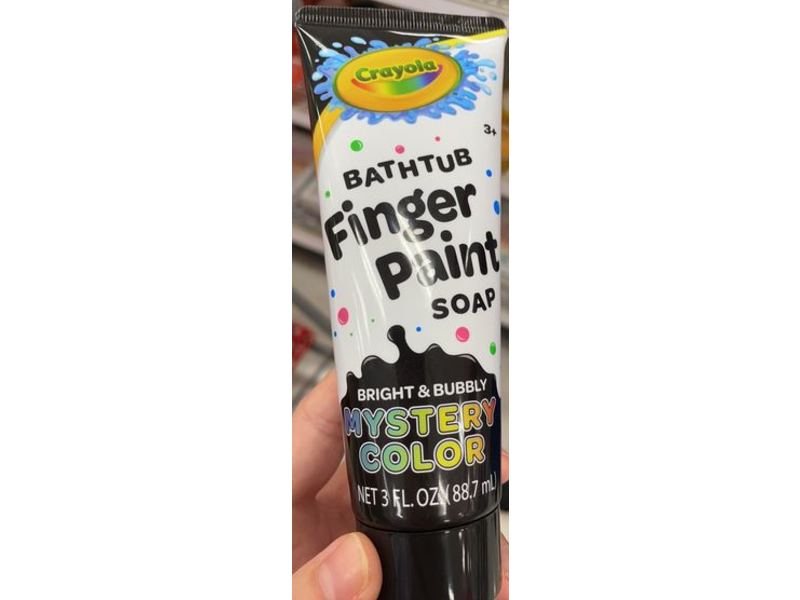 Crayola
3+
BATHTUB
Finger
Paint
SOAP
BRIGHT & BUBBLY
MYSTERY
COLOR
NET 3 FL. OZ. (88.7 mL)